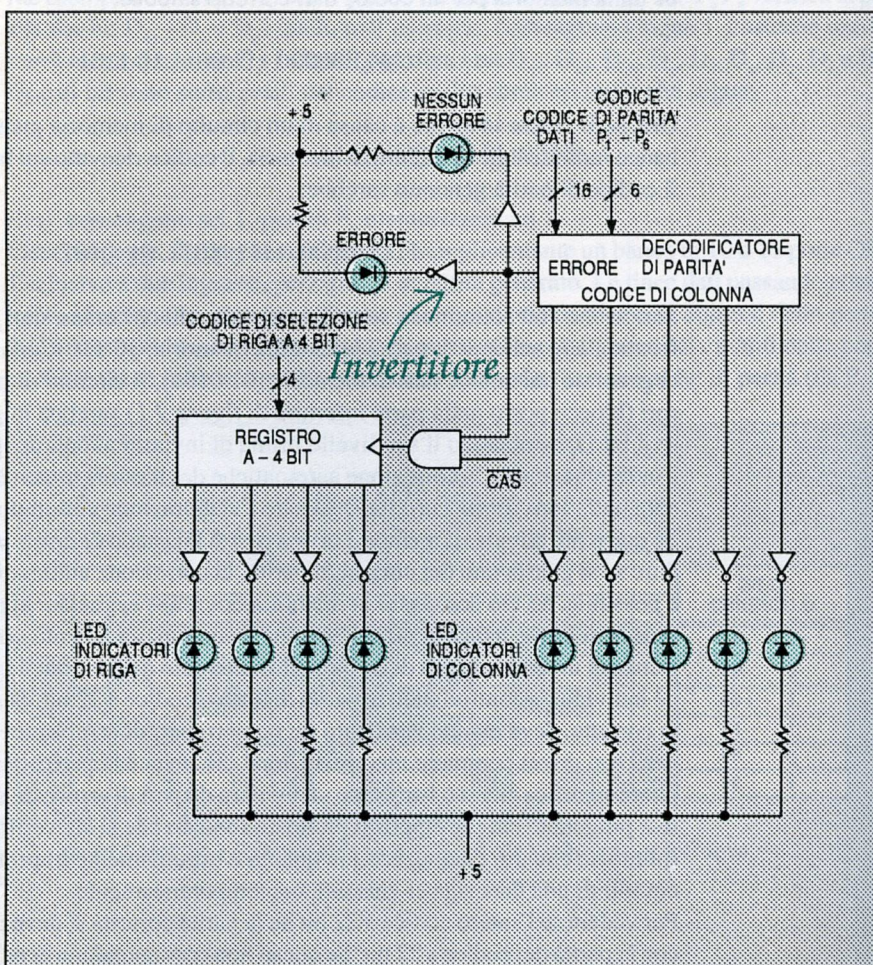 + 5
NESSUN
ERRORE
CODICE
DATI
CODICE
DI PARITA'
P₁ – P₆
16
6
ERRORE
DECODIFICATORE
DI PARITA'
CODICE DI COLONNA
ERRORE
CODICE DI SELEZIONE
DI RIGA A 4 BIT
Invertitore
4
REGISTRO
A – 4 BIT
CAS
LED
INDICATORI
DI RIGA
LED
INDICATORI
DI COLONNA
+ 5